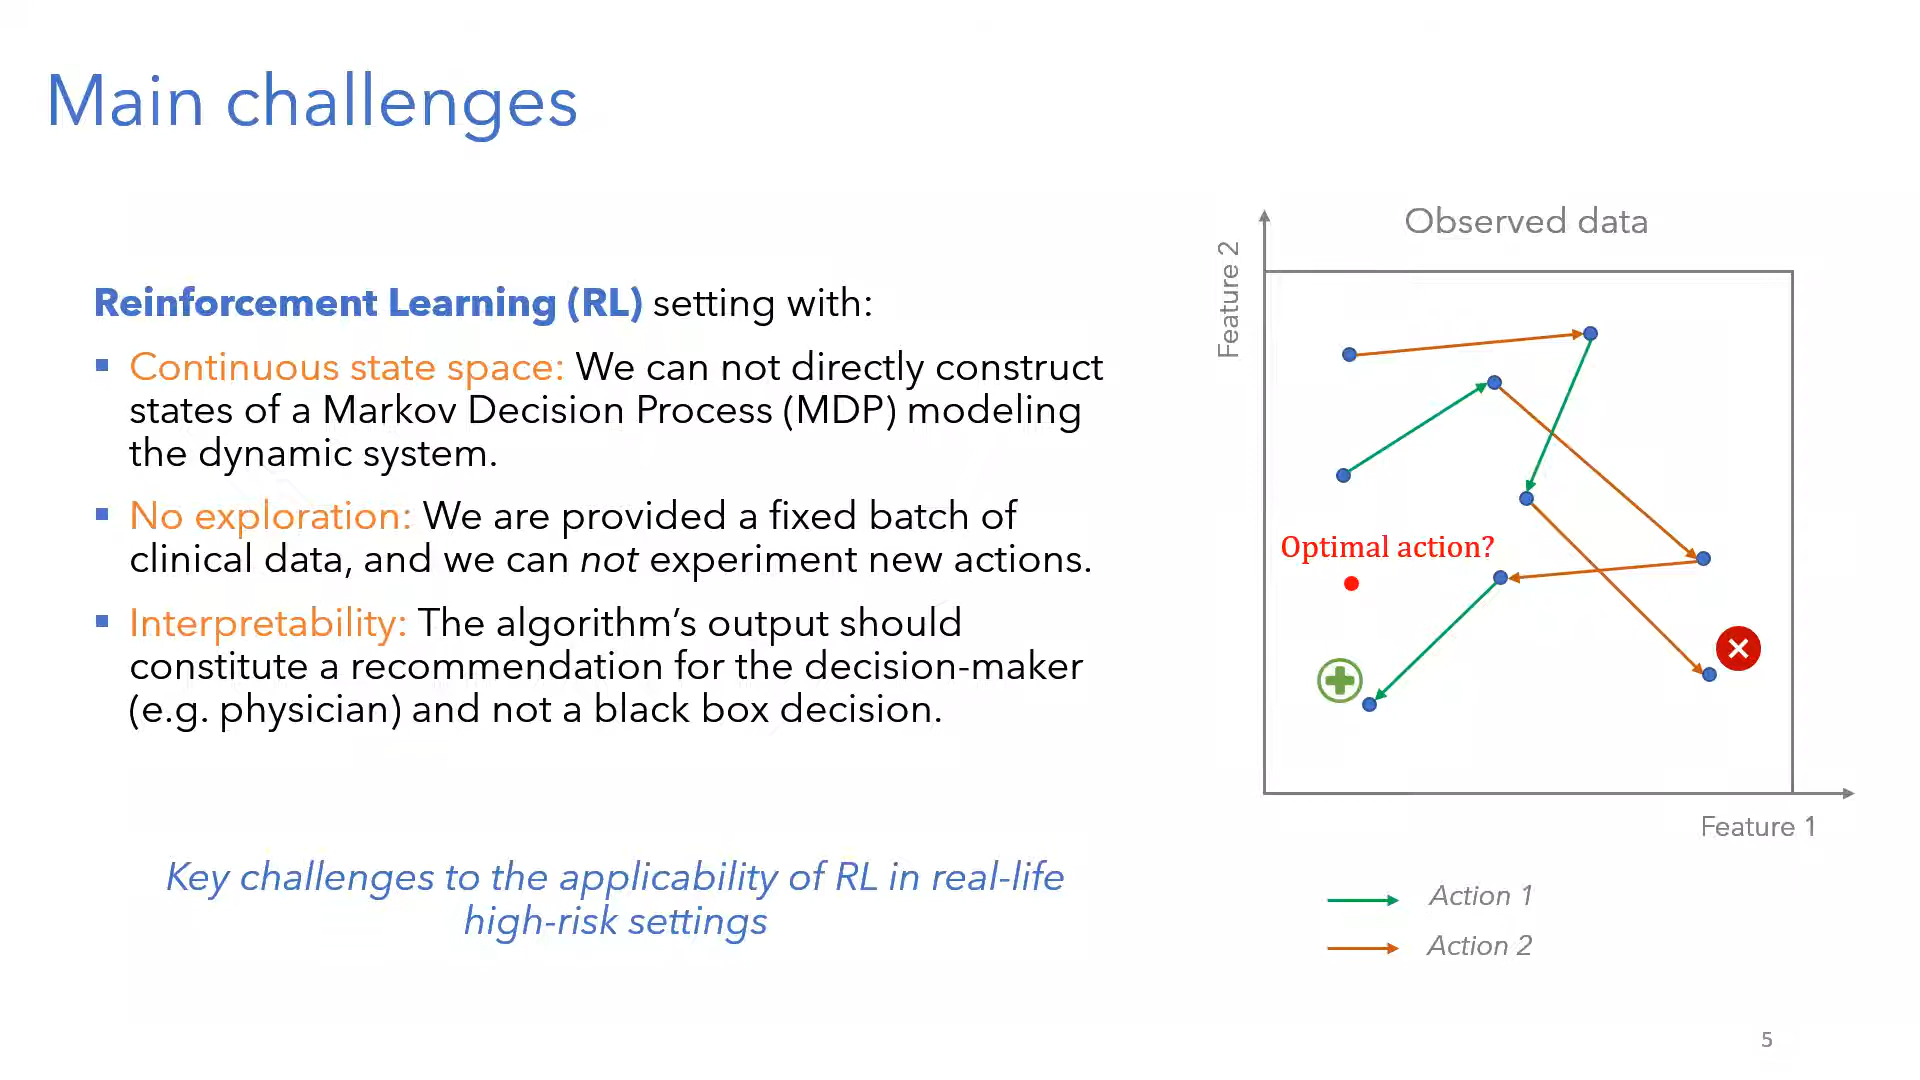 Main challenges
Reinforcement Learning (RL) setting with:
▪ Continuous state space: We can not directly construct
states of a Markov Decision Process (MDP) modeling
the dynamic system.
▪ No exploration: We are provided a fixed batch of
clinical data, and we can not experiment new actions.
▪ Interpretability: The algorithm’s output should
constitute a recommendation for the decision-maker
(e.g. physician) and not a black box decision.
Key challenges to the applicability of RL in real-life
high-risk settings
Observed data
Feature 2
Optimal action?
Feature 1
Action 1
Action 2
5